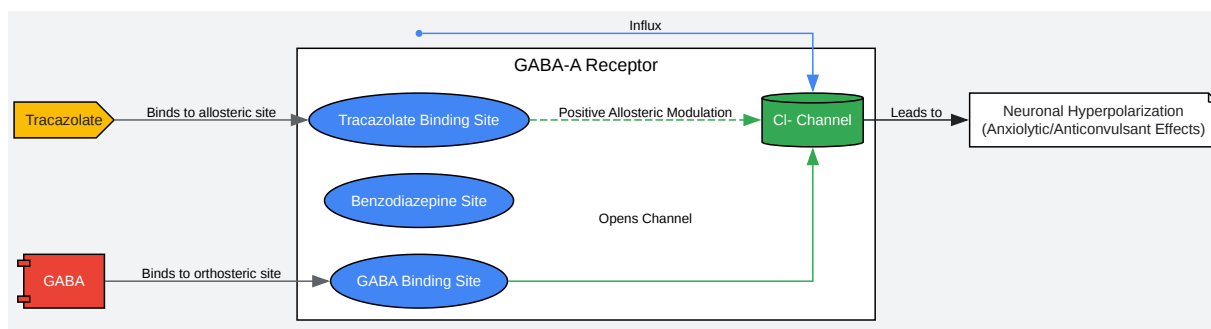 Influx
GABA-A Receptor
Tracazolate
Binds to allosteric site
Tracazolate Binding Site
Positive Allosteric Modulation
Cl- Channel
Leads to
Neuronal Hyperpolarization
(Anxiolytic/Anticonvulsant Effects)
Benzodiazepine Site
Opens Channel
GABA
Binds to orthosteric site
GABA Binding Site